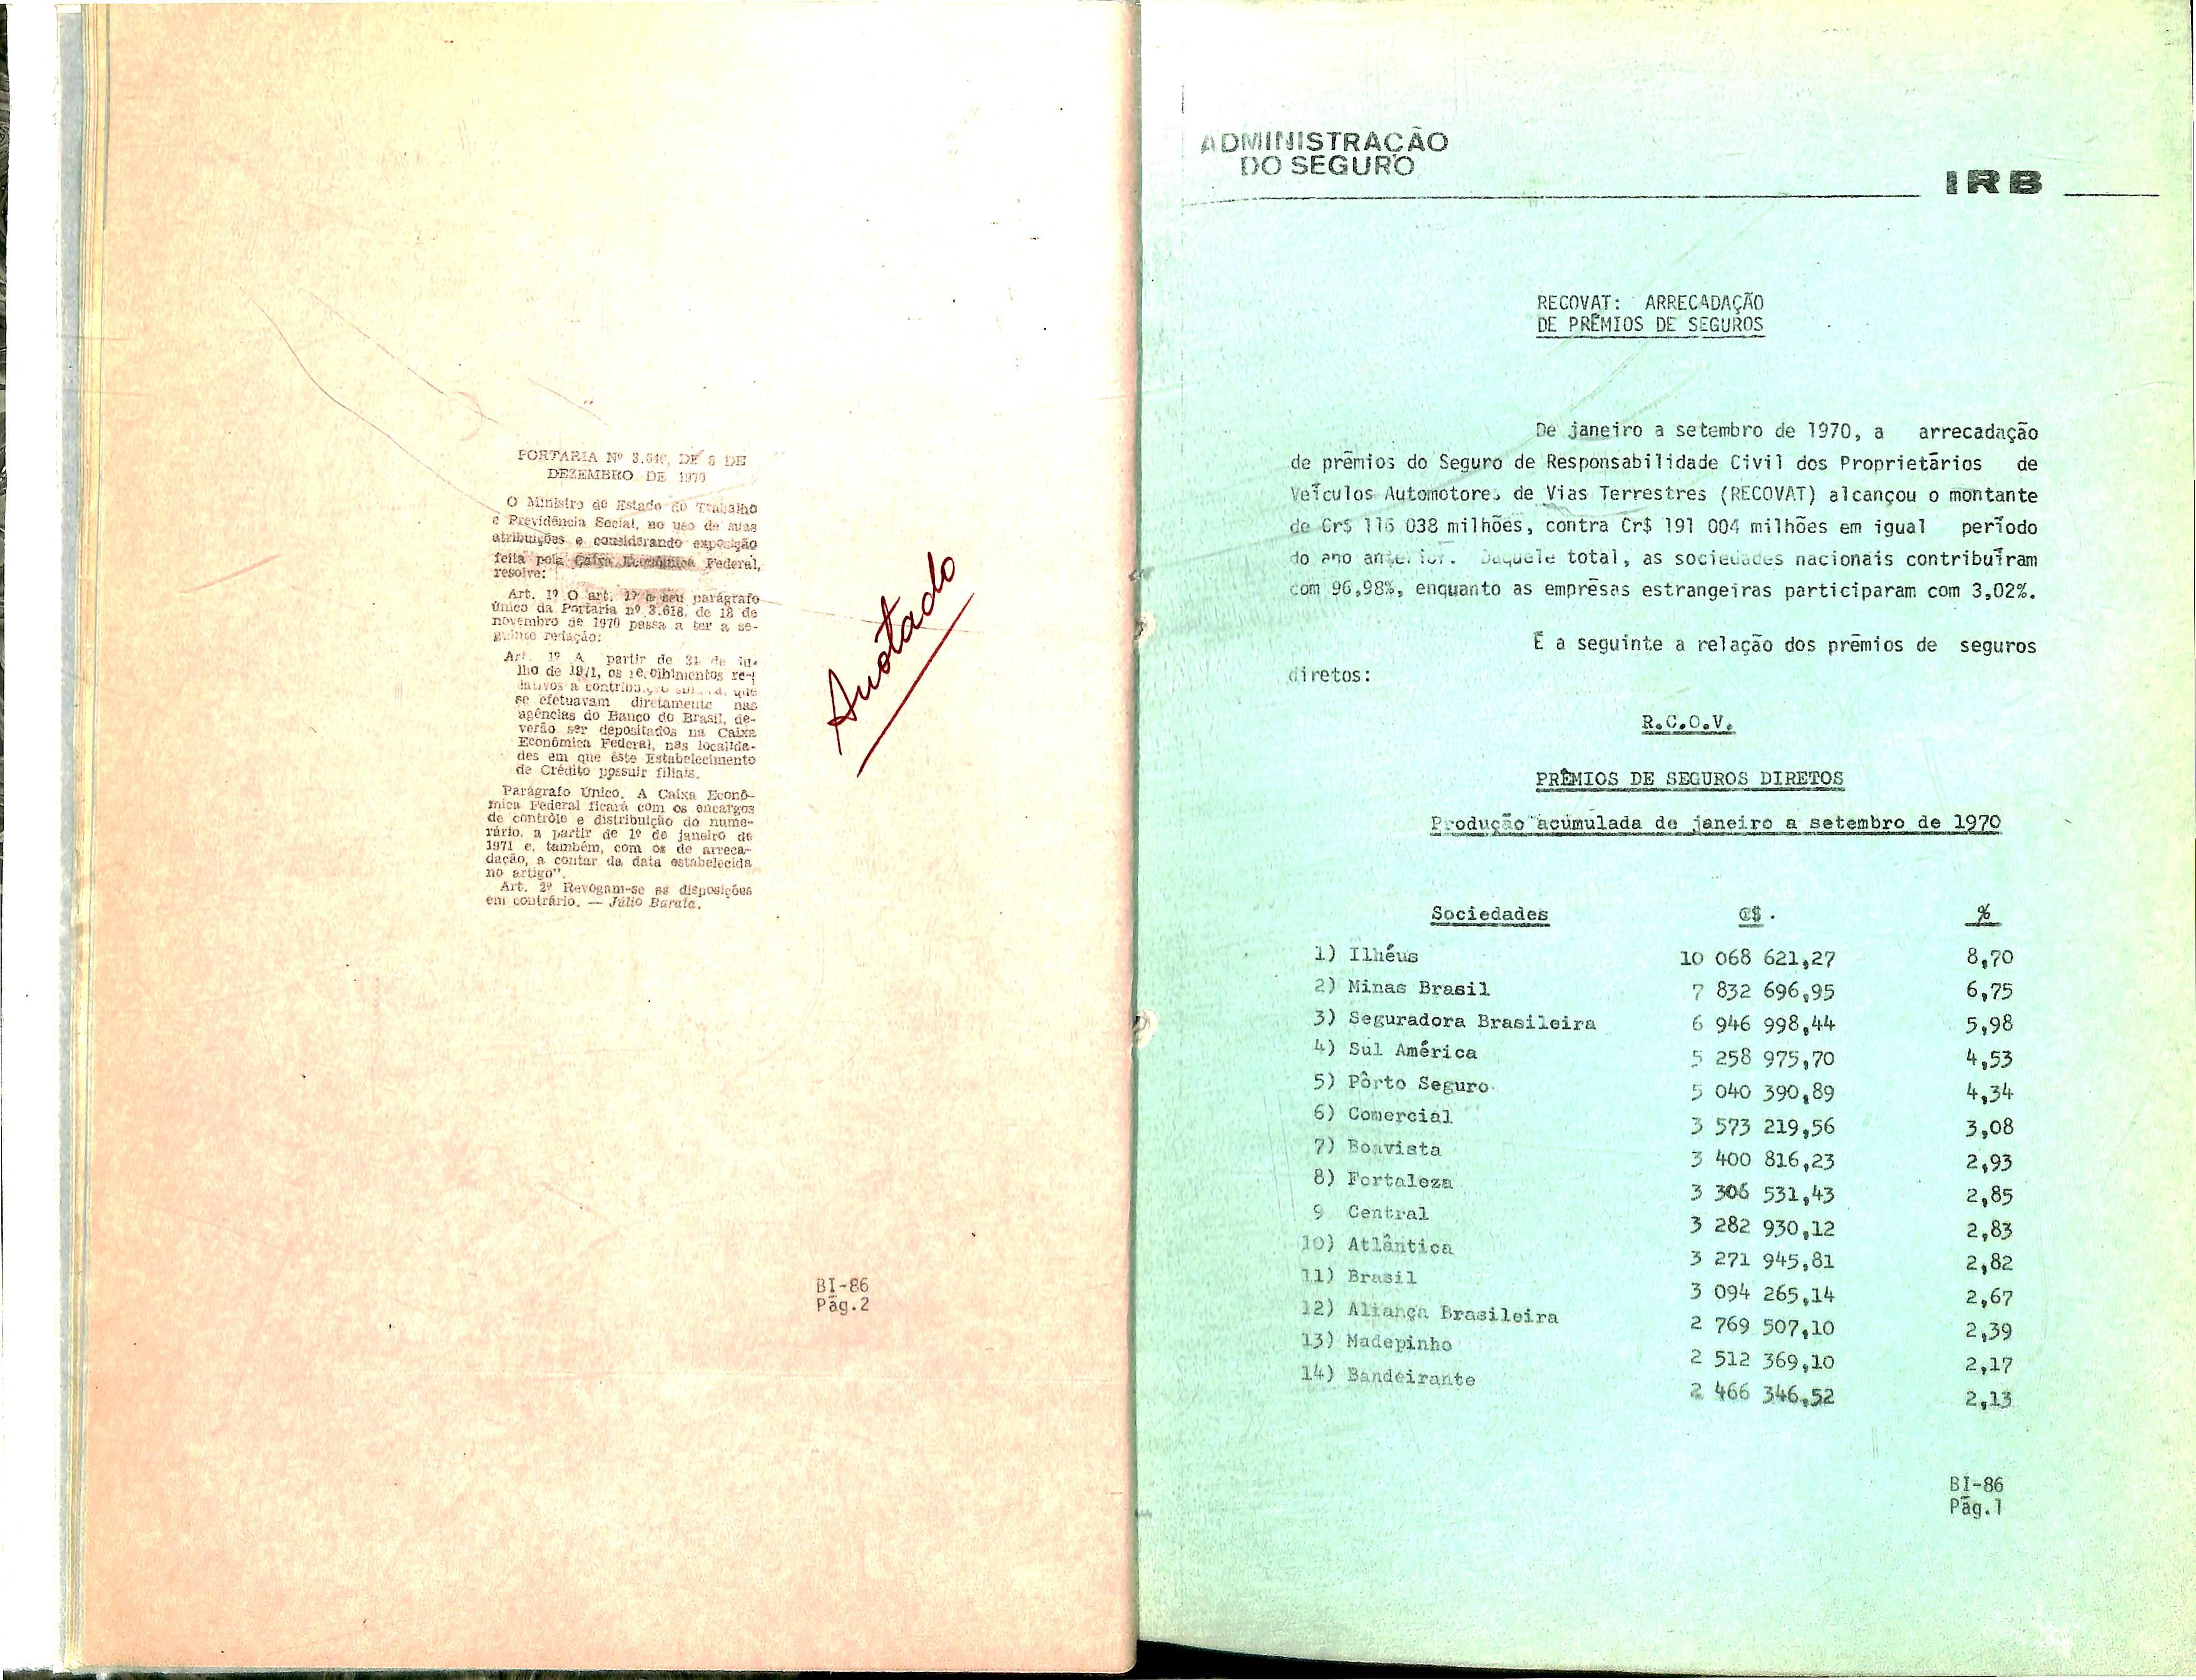 PORTARIA Nº DE 8 DE
DEZEMBRO DE 1970
O Ministro de Estado do Trabalho
e Previdência Social, no uso de suas
atribuições e considerando exposição
feita pela Caixa Econômica Federal,
resolve:
Art. 1º O art. 1º e seu parágrafo
único da Portaria nº 3.618, de 18 de
novembro de 1970 passa a ter a se-
guinte redação:
Art. 1º A partir de 31 de ju-
lho de 1971, os recolhimentos re-
lativos a contribuição que
se efetuavam diretamente nas
agências do Banco do Brasil, de-
verão ser depositados na Caixa
Econômica Federal, nas localida-
des em que êste Estabelecimento
de Crédito possuir filiais.
Parágrafo Único. A Caixa Econô-
mica Federal ficará com os encargos
de contrôle e distribuição do nume-
rário, a partir de 1º de janeiro de
1971 e, também, com os de arreca-
dação, a contar da data estabelecida
no artigo".
Art. 2º Revogam-se as disposições
em contrário. — Júlio Barata.
Anotado
BI-86
Pãg.2
ADMINISTRAÇÃO
DO SEGURO
IRB
RECOVAT: ARRECADAÇÃO
DE PRÊMIOS DE SEGUROS
De janeiro a setembro de 1970, a arrecadação
de prêmios do Seguro de Responsabilidade Civil dos Proprietãrios de
Veículos Automotores de Vias Terrestres (RECOVAT) alcançou o montante
de Cr$ 116 038 milhões, contra Cr$ 191 004 milhões em igual período
do ano anterior. Daquele total, as sociedades nacionais contribuíram
com 96,98%, enquanto as emprêsas estrangeiras participaram com 3,02%.
E a seguinte a relação dos prêmios de seguros
diretos:
R.C.O.V.
PRÊMIOS DE SEGUROS DIRETOS
Produção acumulada de janeiro a setembro de 1970
Sociedades C$. %
1) Ilhéus 10 068 621,27 8,70
2) Minas Brasil 7 832 696,95 6,75
3) Seguradora Brasileira 6 946 998,44 5,98
4) Sul América 5 258 975,70 4,53
5) Pôrto Seguro 5 040 390,89 4,34
6) Comercial 3 573 219,56 3,08
7) Boavista 3 400 816,23 2,93
8) Fortaleza 3 306 531,43 2,85
9 Central 3 282 930,12 2,83
10) Atlântica 3 271 945,81 2,82
11) Brasil 3 094 265,14 2,67
12) Aliança Brasileira 2 769 507,10 2,39
13) Madepinho 2 512 369,10 2,17
14) Bandeirante 2 466 346,52 2,13
BI-86
Pãg.1